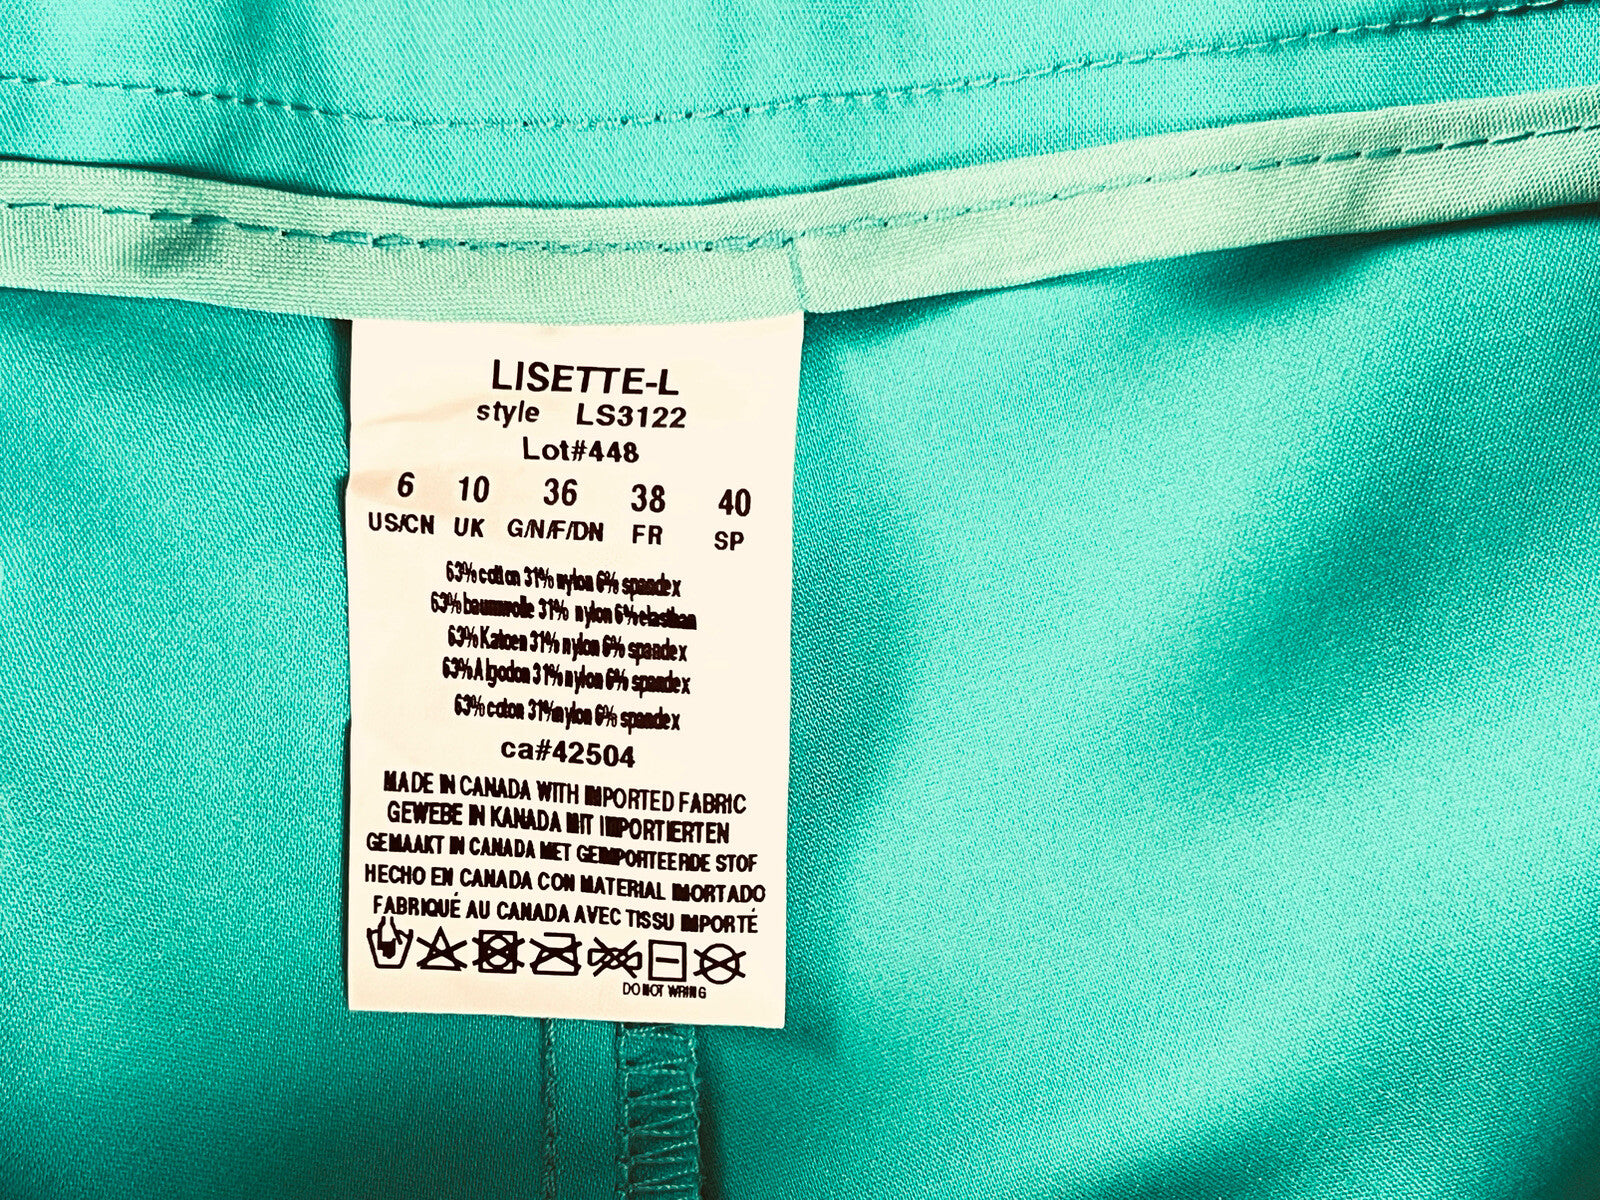 LISETTE-L
style LS3122
Lot#448
6 10 36 38 40
US/CN UK G/N/F/DN FR SP
63% cotton 31% nylon 6% spandex
63% baumwolle 31% nylon 6% elasthan
63% Katoen 31% nylon 6% spandex
63% Algodon 31% nylon 6% spandex
63% coton 31% nylon 6% spandex
ca#42504
MADE IN CANADA WITH IMPORTED FABRIC
GEWEBE IN KANADA MIT IMPORTIERTEN
GEMAAKT IN CANADA MET GEIMPORTEERDE STOF
HECHO EN CANADA CON MATERIAL IMORTADO
FABRIQUÉ AU CANADA AVEC TISSU IMPORTÉ
DO NOT WRING